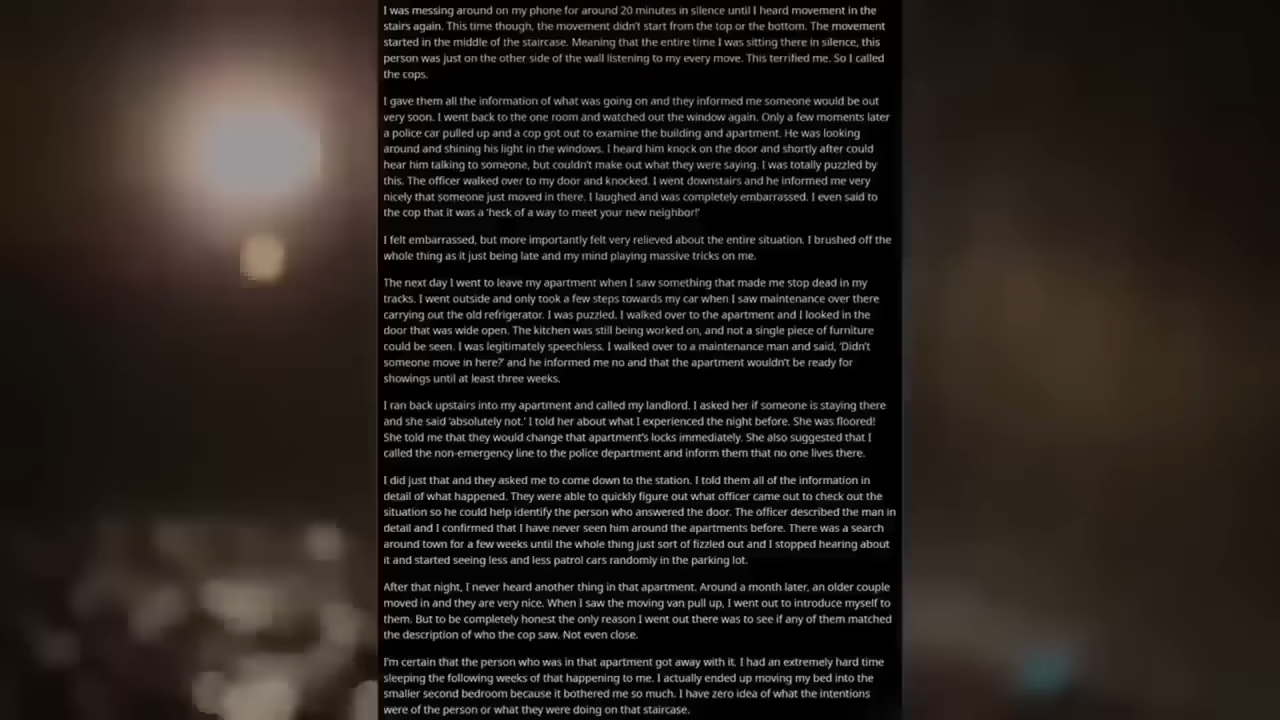 I was messing around on my phone for around 20 minutes in silence until I heard movement in the
stairs again. This time though, the movement didn't start from the top or the bottom. The movement
started in the middle of the staircase. Meaning that the entire time I was sitting there in silence, this
person was just on the other side of the wall listening to my every move. This terrified me. So I called
the cops.
I gave them all the information of what was going on and they informed me someone would be out
very soon. I went back to the one room and watched out the window again. Only a few moments later
a police car pulled up and a cop got out to examine the building and apartment. He was looking
around and shining his light in the windows. I heard him knock on the door and shortly after could
hear him talking to someone, but couldn't make out what they were saying. I was totally puzzled by
this. The officer walked over to my door and knocked. I went downstairs and he informed me very
nicely that someone just moved in there. I laughed and was completely embarrassed. I even said to
the cop that it was a 'heck of a way to meet your new neighbor!'
I felt embarrassed, but more importantly felt very relieved about the entire situation. I brushed off the
whole thing as it just being late and my mind playing massive tricks on me.
The next day I went to leave my apartment when I saw something that made me stop dead in my
tracks. I went outside and only took a few steps towards my car when I saw maintenance over there
carrying out the old refrigerator. I was puzzled. I walked over to the apartment and I looked in the
door that was wide open. The kitchen was still being worked on, and not a single piece of furniture
could be seen. I was legitimately speechless. I walked over to a maintenance man and said, 'Didn't
someone move in here?' and he informed me no and that the apartment wouldn't be ready for
showings until at least three weeks.
I ran back upstairs into my apartment and called my landlord. I asked her if someone is staying there
and she said 'absolutely not.' I told her about what I experienced the night before. She was floored!
She told me that they would change that apartment's locks immediately. She also suggested that I
called the non-emergency line to the police department and inform them that no one lives there.
I did just that and they asked me to come down to the station. I told them all of the information in
detail of what happened. They were able to quickly figure out what officer came out to check out the
situation so he could help identify the person who answered the door. The officer described the man in
detail and I confirmed that I have never seen him around the apartments before. There was a search
around town for a few weeks until the whole thing just sort of fizzled out and I stopped hearing about
it and started seeing less and less patrol cars randomly in the parking lot.
After that night, I never heard another thing in that apartment. Around a month later, an older couple
moved in and they are very nice. When I saw the moving van pull up, I went out to introduce myself to
them. But to be completely honest the only reason I went out there was to see if any of them matched
the description of who the cop saw. Not even close.
I'm certain that the person who was in that apartment got away with it. I had an extremely hard time
sleeping the following weeks of that happening to me. I actually ended up moving my bed into the
smaller second bedroom because it bothered me so much. I have zero idea of what the intentions
were of the person or what they were doing on that staircase.